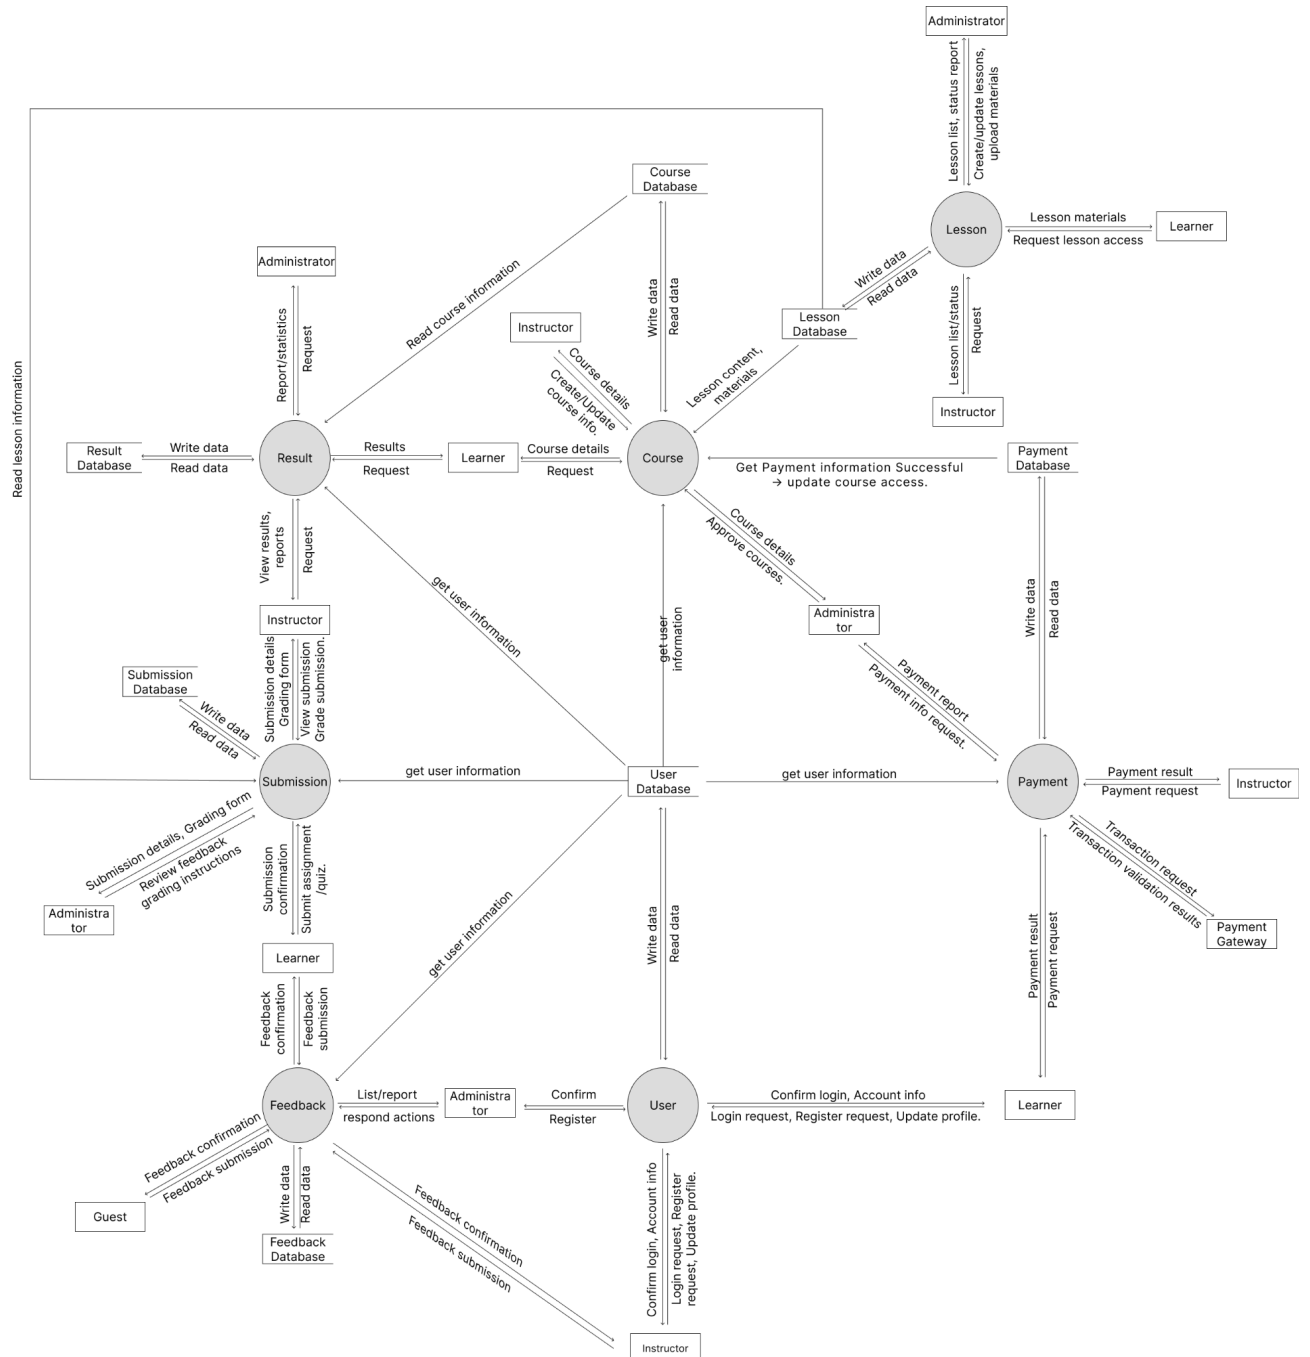 Administrator
Lesson list, status report
Create/update lessons,
upload materials
Lesson
Lesson materials
Request lesson access
Learner
Write data
Read data
Lesson
Database
Lesson list/status
Request
Instructor
Read lesson information
Course
Database
Read course information
Write data
Read data
Lesson content,
materials
Administrator
Report/statistics
Request
Instructor
Course details
Create/Update
course info.
Result
Database
Write data
Read data
Result
Results
Request
Learner
Course details
Request
Course
Get Payment information Successful
→ update course access.
Payment
Database
View results,
reports
Request
Course details
Approve courses.
Write data
Read data
Instructor
get user information
get user
information
Administra
tor
Submission details
Grading form
View submission
Grade submission.
Payment report
Payment info request.
Submission
Database
Write data
Read data
Submission
get user information
User
Database
get user information
Payment
Payment result
Payment request
Instructor
Submission details, Grading form
Review feedback
grading instructions
Administra
tor
Submission
confirmation
Submit assignment
/quiz.
Transaction request
Transaction validation results
Payment
Gateway
Learner
get user information
Write data
Read data
Payment result
Payment request
Feedback
confirmation
Feedback
submission
Feedback
List/report
respond actions
Administra
tor
Confirm
Register
User
Confirm login, Account info
Login request, Register request, Update profile.
Learner
Feedback confirmation
Feedback submission
Guest
Write data
Read data
Feedback
Database
Feedback confirmation
Feedback submission
Confirm login, Account info
Login request, Register
request, Update profile.
Instructor